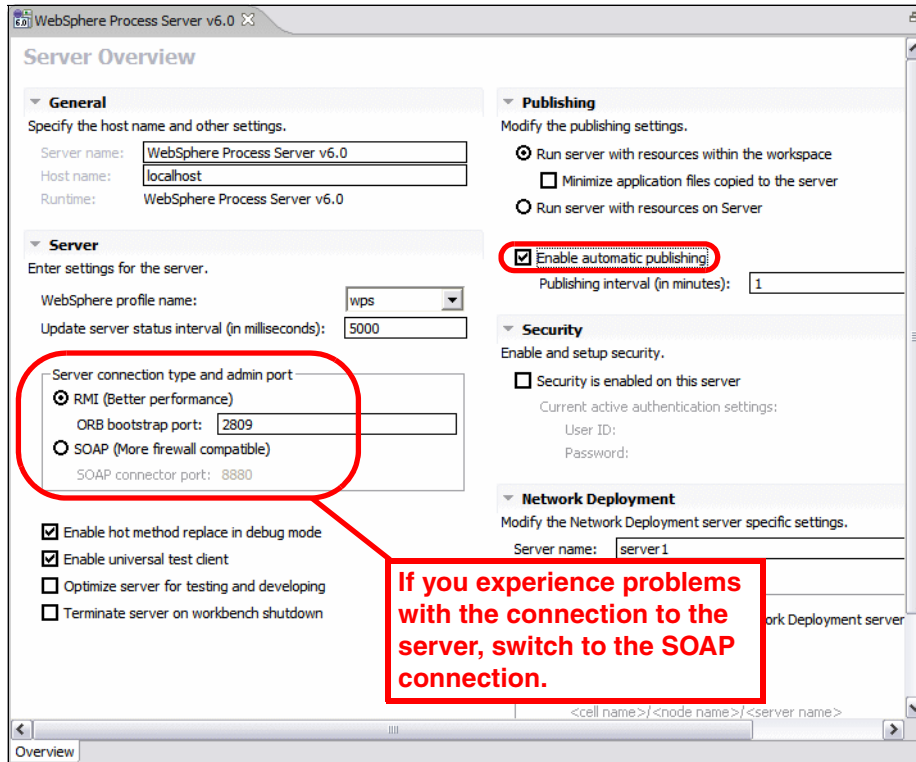 WebSphere Process Server v6.0
Server Overview
General
Specify the host name and other settings.
Server name: WebSphere Process Server v6.0
Host name: localhost
Runtime: WebSphere Process Server v6.0
Server
Enter settings for the server.
WebSphere profile name: wps
Update server status interval (in milliseconds): 5000
Server connection type and admin port
RMI (Better performance)
ORB bootstrap port: 2809
SOAP (More firewall compatible)
SOAP connector port: 8880
Enable hot method replace in debug mode
Enable universal test client
Optimize server for testing and developing
Terminate server on workbench shutdown
Publishing
Modify the publishing settings.
Run server with resources within the workspace
Minimize application files copied to the server
Run server with resources on Server
Enable automatic publishing
Publishing interval (in minutes): 1
Security
Enable and setup security.
Security is enabled on this server
Current active authentication settings:
User ID:
Password:
Network Deployment
Modify the Network Deployment server specific settings.
Server name: server1
ork Deployment server
<cell name>/<node name>/<server name>
If you experience problems
with the connection to the
server, switch to the SOAP
connection.
Overview